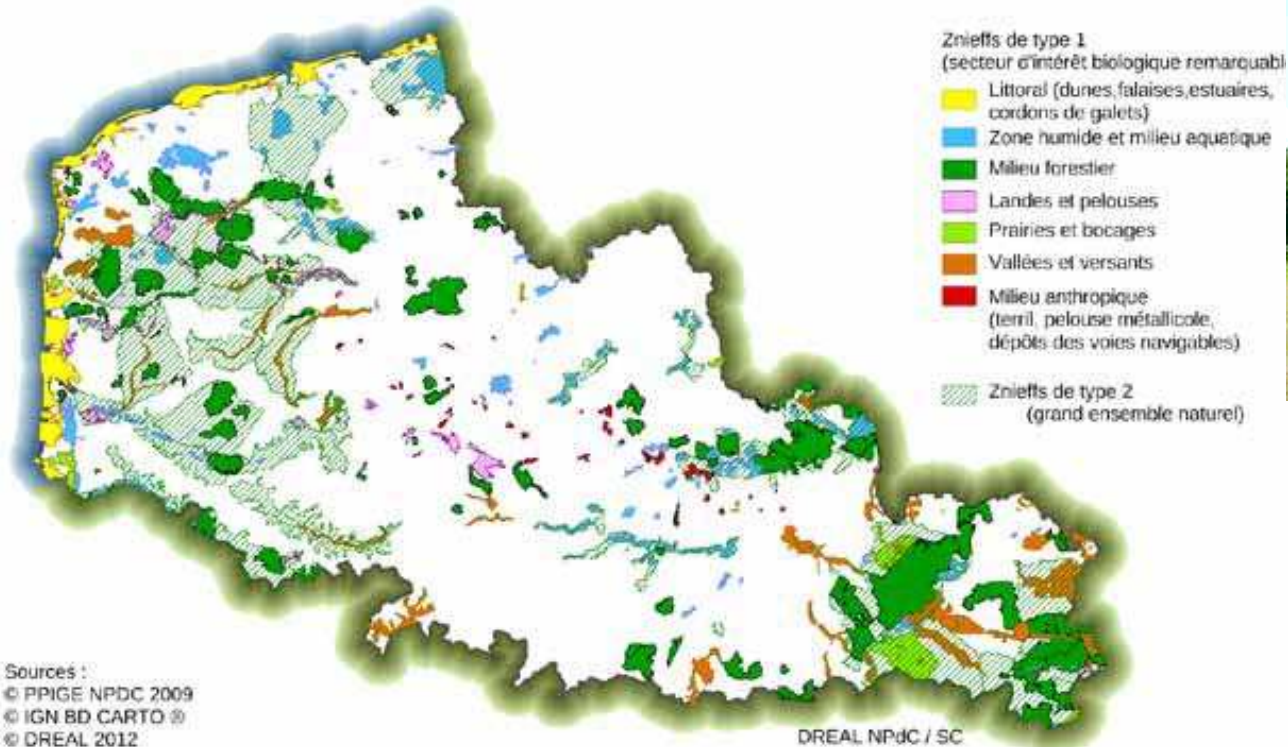 Znieffs de type 1
(secteur d'intérêt biologique remarquabl
Littoral (dunes,falaises,estuaires,
cordons de galets)
Zone humide et milieu aquatique
Milieu forestier
Landes et pelouses
Prairies et bocages
Vallées et versants
Milieu anthropique
(terril, pelouse métallicole,
dépôts des voies navigables)
Znieffs de type 2
(grand ensemble naturel)
Sources :
© PPIGE NPDC 2009
© IGN BD CARTO ®
© DREAL 2012
DREAL NPdC / SC